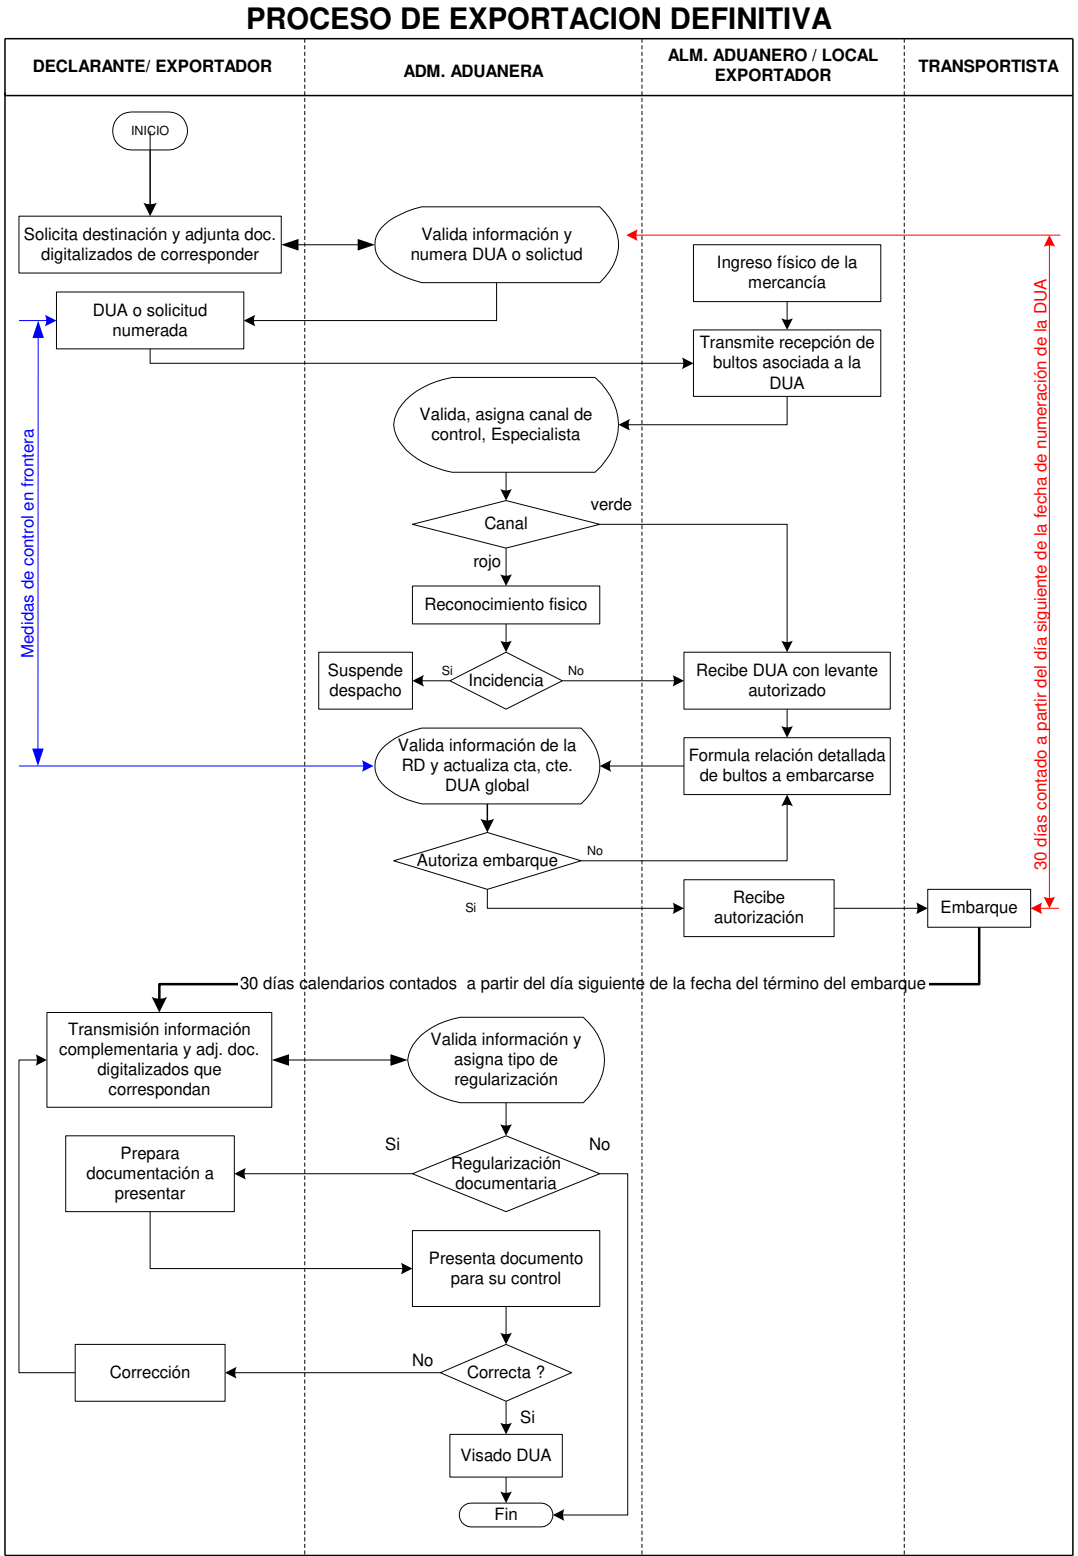 PROCESO DE EXPORTACION DEFINITIVA
DECLARANTE/ EXPORTADOR
ADM. ADUANERA
ALM. ADUANERO / LOCAL
EXPORTADOR
TRANSPORTISTA
INICIO
Solicita destinación y adjunta doc.
digitalizados de corresponder
Valida información y
numera DUA o solictud
Ingreso físico de la
mercancía
DUA o solicitud
numerada
Transmite recepción de
bultos asociada a la
DUA
Valida, asigna canal de
control, Especialista
verde
Canal
rojo
Reconocimiento fisico
Suspende
despacho
Si
Incidencia
No
Recibe DUA con levante
autorizado
Valida información de la
RD y actualiza cta, cte.
DUA global
Formula relación detallada
de bultos a embarcarse
Autoriza embarque
No
Si
Recibe
autorización
Embarque
Medidas de control en frontera
30 días contado a partir del día siguiente de la fecha de numeración de la DUA
30 días calendarios contados  a partir del día siguiente de la fecha del término del embarque
Transmisión información
complementaria y adj. doc.
digitalizados que
correspondan
Valida información y
asigna tipo de
regularización
Si
No
Prepara
documentación a
presentar
Regularización
documentaria
Presenta documento
para su control
Corrección
No
Correcta ?
Si
Visado DUA
Fin